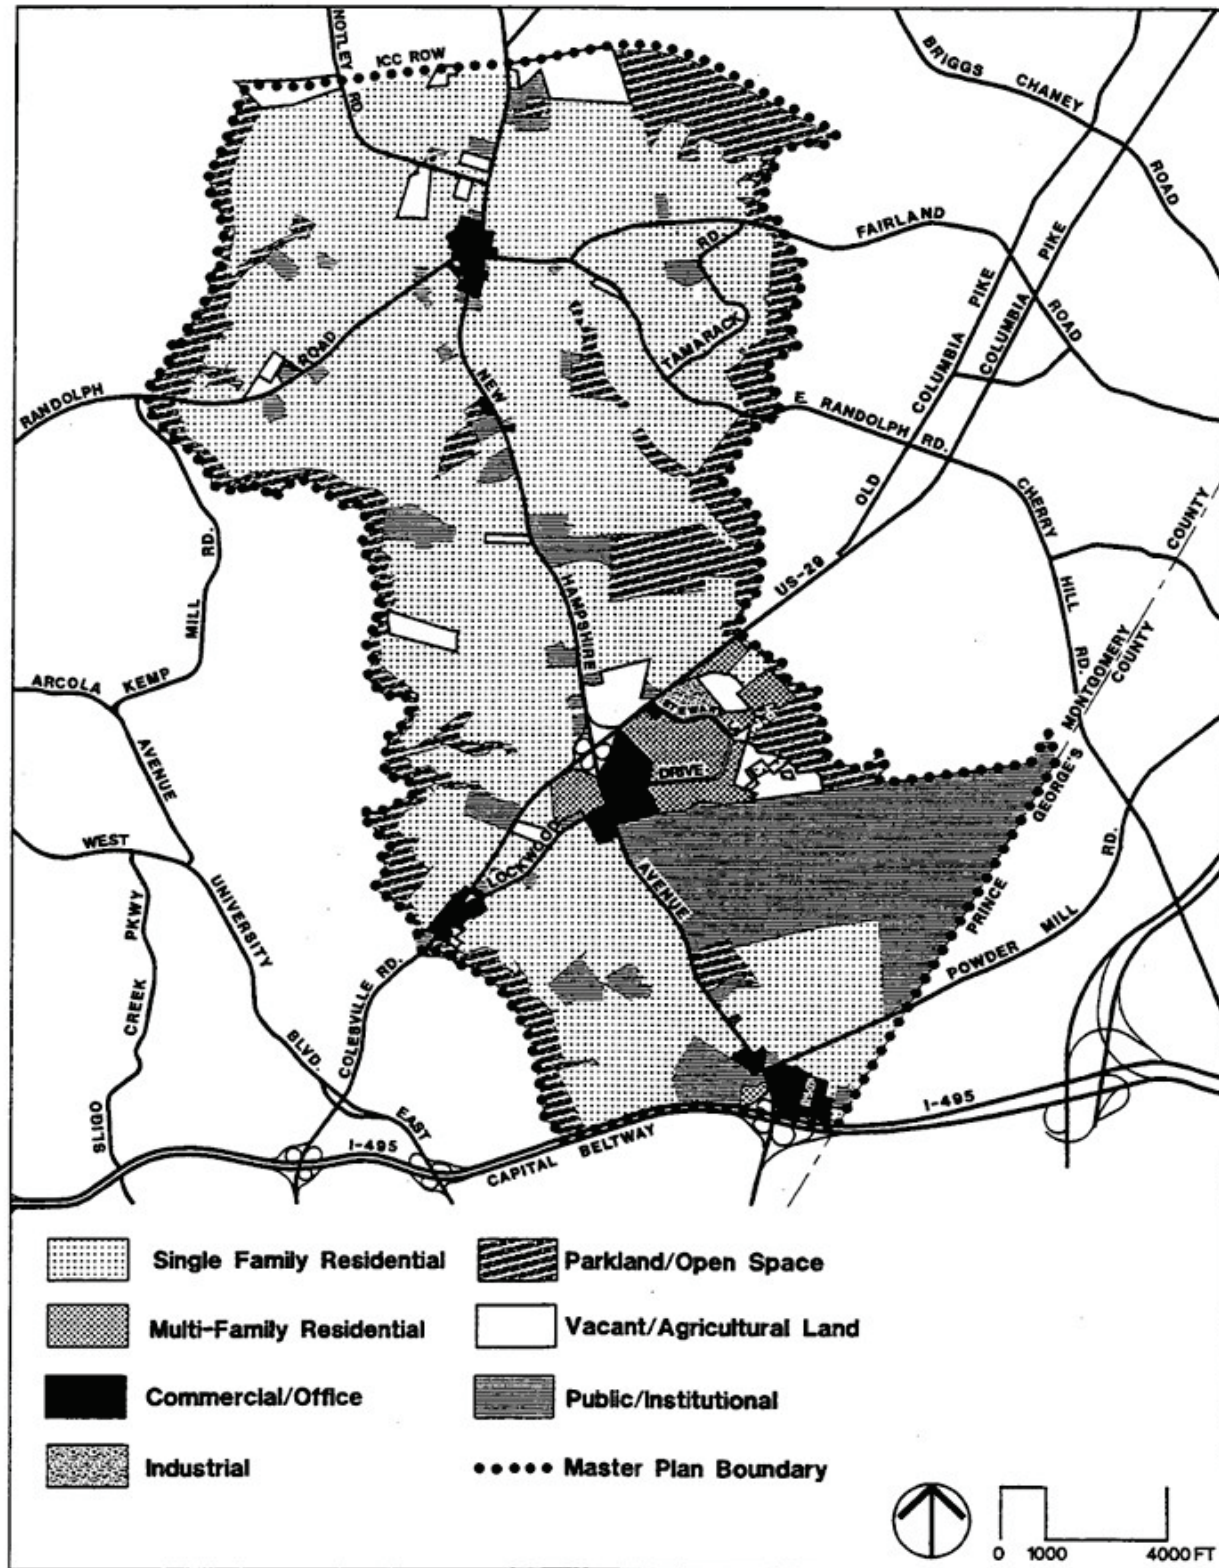 NOTLEY
RD.
ICC ROW
BRIGGS CHANEY
ROAD
FAIRLAND
ROAD
RD.
TAMARACK
COLUMBIA PIKE
OLD COLUMBIA PIKE
RANDOLPH
ROAD
NEW
HAMPSHIRE
AVENUE
E. RANDOLPH RD.
CHERRY
HILL
RD.
US-29
COUNTY
MONTGOMERY
COUNTY
GEORGE'S
PRINCE
KEMP
MILL
RD.
ARCOLA
AVENUE
DRIVE
LOCKWOOD
WEST
UNIVERSITY
BLVD.
EAST
SLIGO
CREEK
PKWY
COLESVILLE RD.
POWDER
MILL
RD.
I-495
CAPITAL BELTWAY
I-495
Single Family Residential
Parkland/Open Space
Multi-Family Residential
Vacant/Agricultural Land
Commercial/Office
Public/Institutional
Industrial
Master Plan Boundary
0 1000 4000 FT